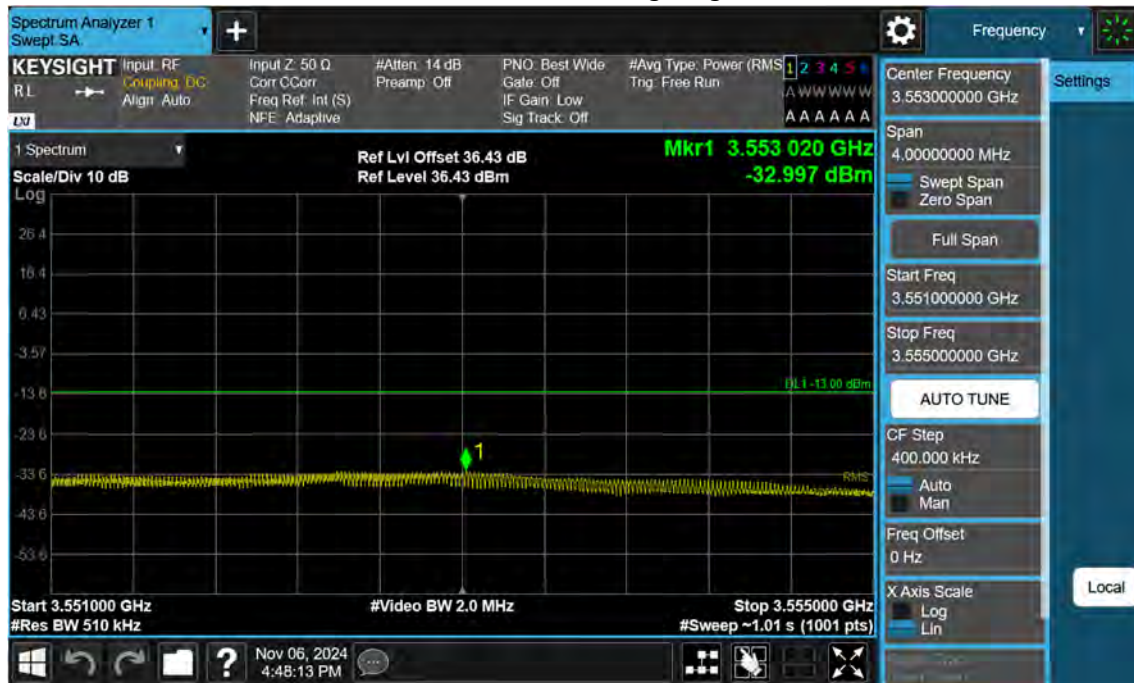 Spectrum Analyzer 1
Swept SA
Frequency
KEYSIGHT
RL
LXI
Input: RF
Coupling: DC
Align: Auto
Input Z: 50 Ω
Corr CCorr
Freq Ref: Int (S)
NFE: Adaptive
#Atten: 14 dB
Preamp: Off
PNO: Best Wide
Gate: Off
IF Gain: Low
Sig Track: Off
#Avg Type: Power (RMS
Trig: Free Run
1 2 3 4 5 6
A W W W W W
A A A A A A
1 Spectrum
Scale/Div 10 dB
Log
Ref Lvl Offset 36.43 dB
Ref Level 36.43 dBm
Mkr1 3.553 020 GHz
-32.997 dBm
26.4
16.4
6.43
-3.57
-13.6
-23.6
-33.6
-43.6
-53.6
DL1 -13.00 dBm
1
RMS
Start 3.551000 GHz
#Res BW 510 kHz
#Video BW 2.0 MHz
Stop 3.555000 GHz
#Sweep ~1.01 s (1001 pts)
Center Frequency
3.553000000 GHz
Settings
Span
4.00000000 MHz
Swept Span
Zero Span
Full Span
Start Freq
3.551000000 GHz
Stop Freq
3.555000000 GHz
AUTO TUNE
CF Step
400.000 kHz
Auto
Man
Freq Offset
0 Hz
X Axis Scale
Log
Lin
Local
?
Nov 06, 2024
4:48:13 PM